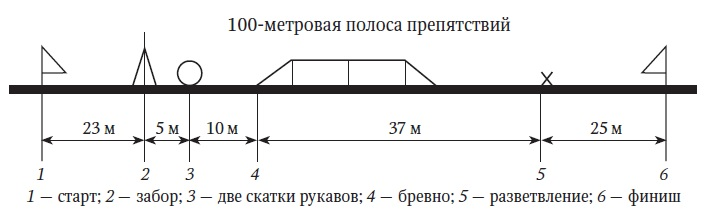 100-метровая полоса препятствий
23 м 5 м 10 м 37 м 25 м
1 2 3 4 5 6
1 — старт; 2 — забор; 3 — две скатки рукавов; 4 — бревно; 5 — разветвление; 6 — финиш